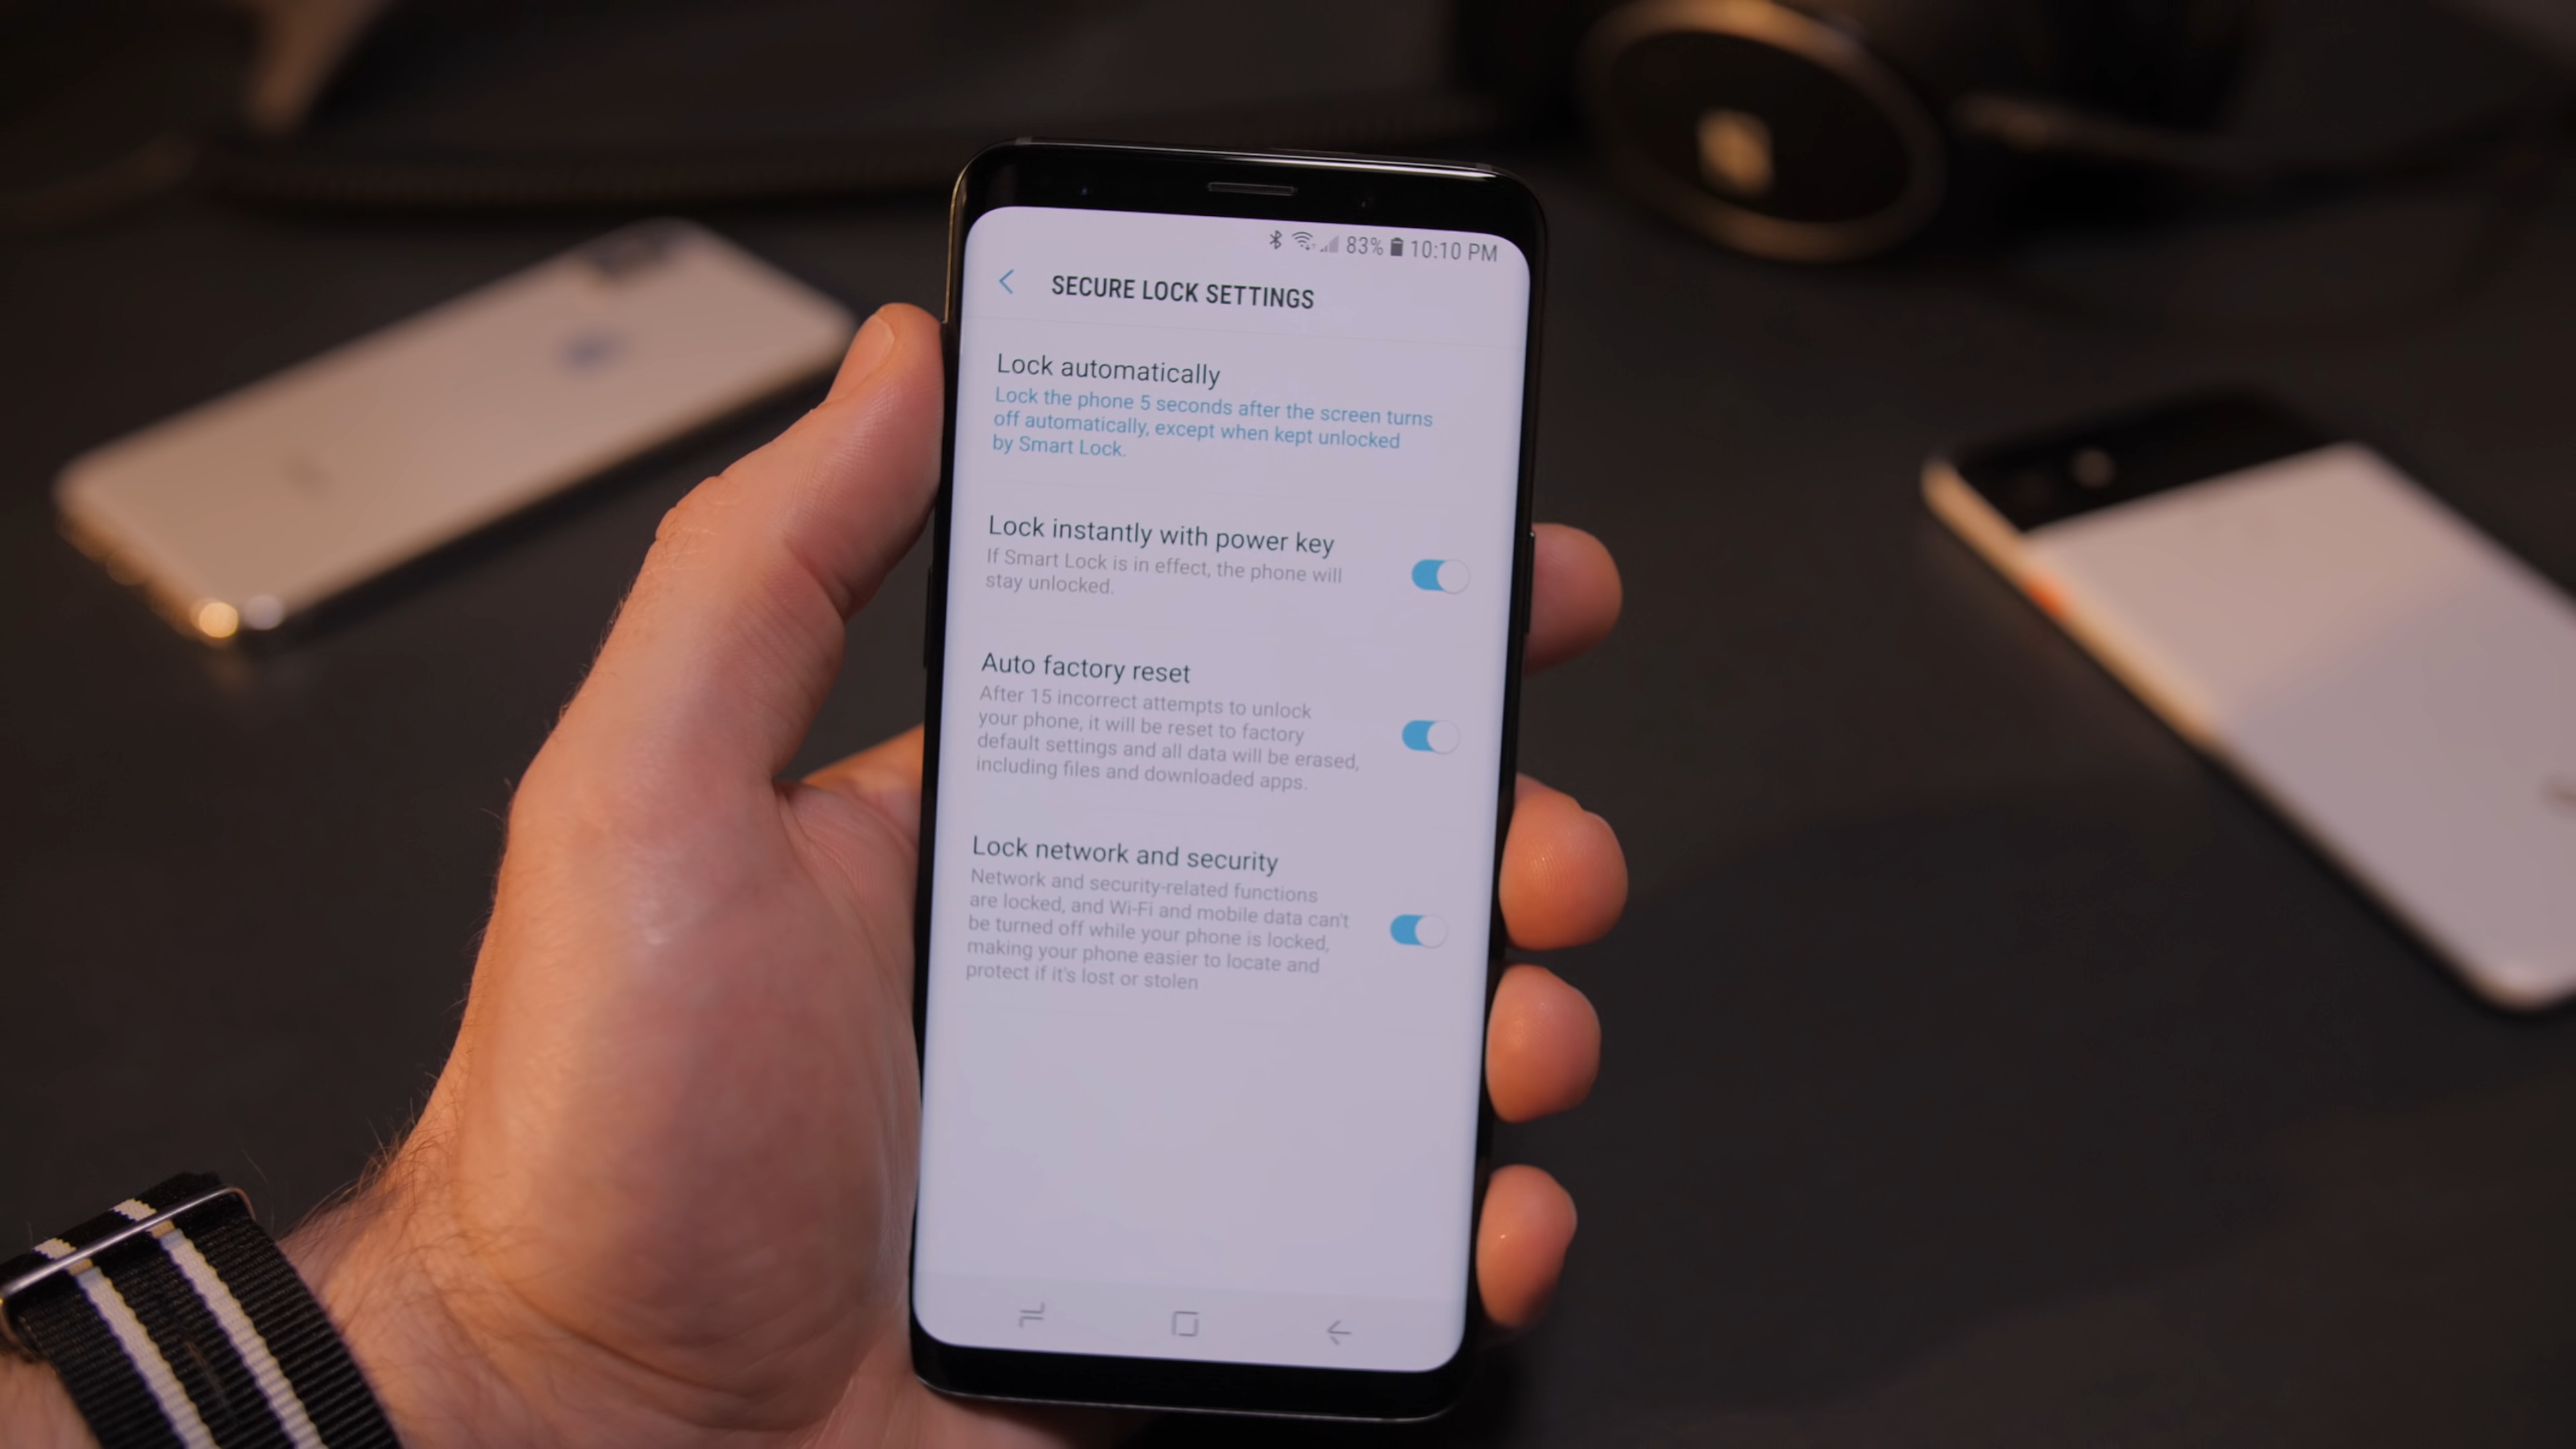 83% 10:10 PM
SECURE LOCK SETTINGS
Lock automatically
Lock the phone 5 seconds after the screen turns
off automatically, except when kept unlocked
by Smart Lock.
Lock instantly with power key
If Smart Lock is in effect, the phone will
stay unlocked.
Auto factory reset
After 15 incorrect attempts to unlock
your phone, it will be reset to factory
default settings and all data will be erased,
including files and downloaded apps.
Lock network and security
Network and security-related functions
are locked, and Wi-Fi and mobile data can't
be turned off while your phone is locked,
making your phone easier to locate and
protect if it's lost or stolen